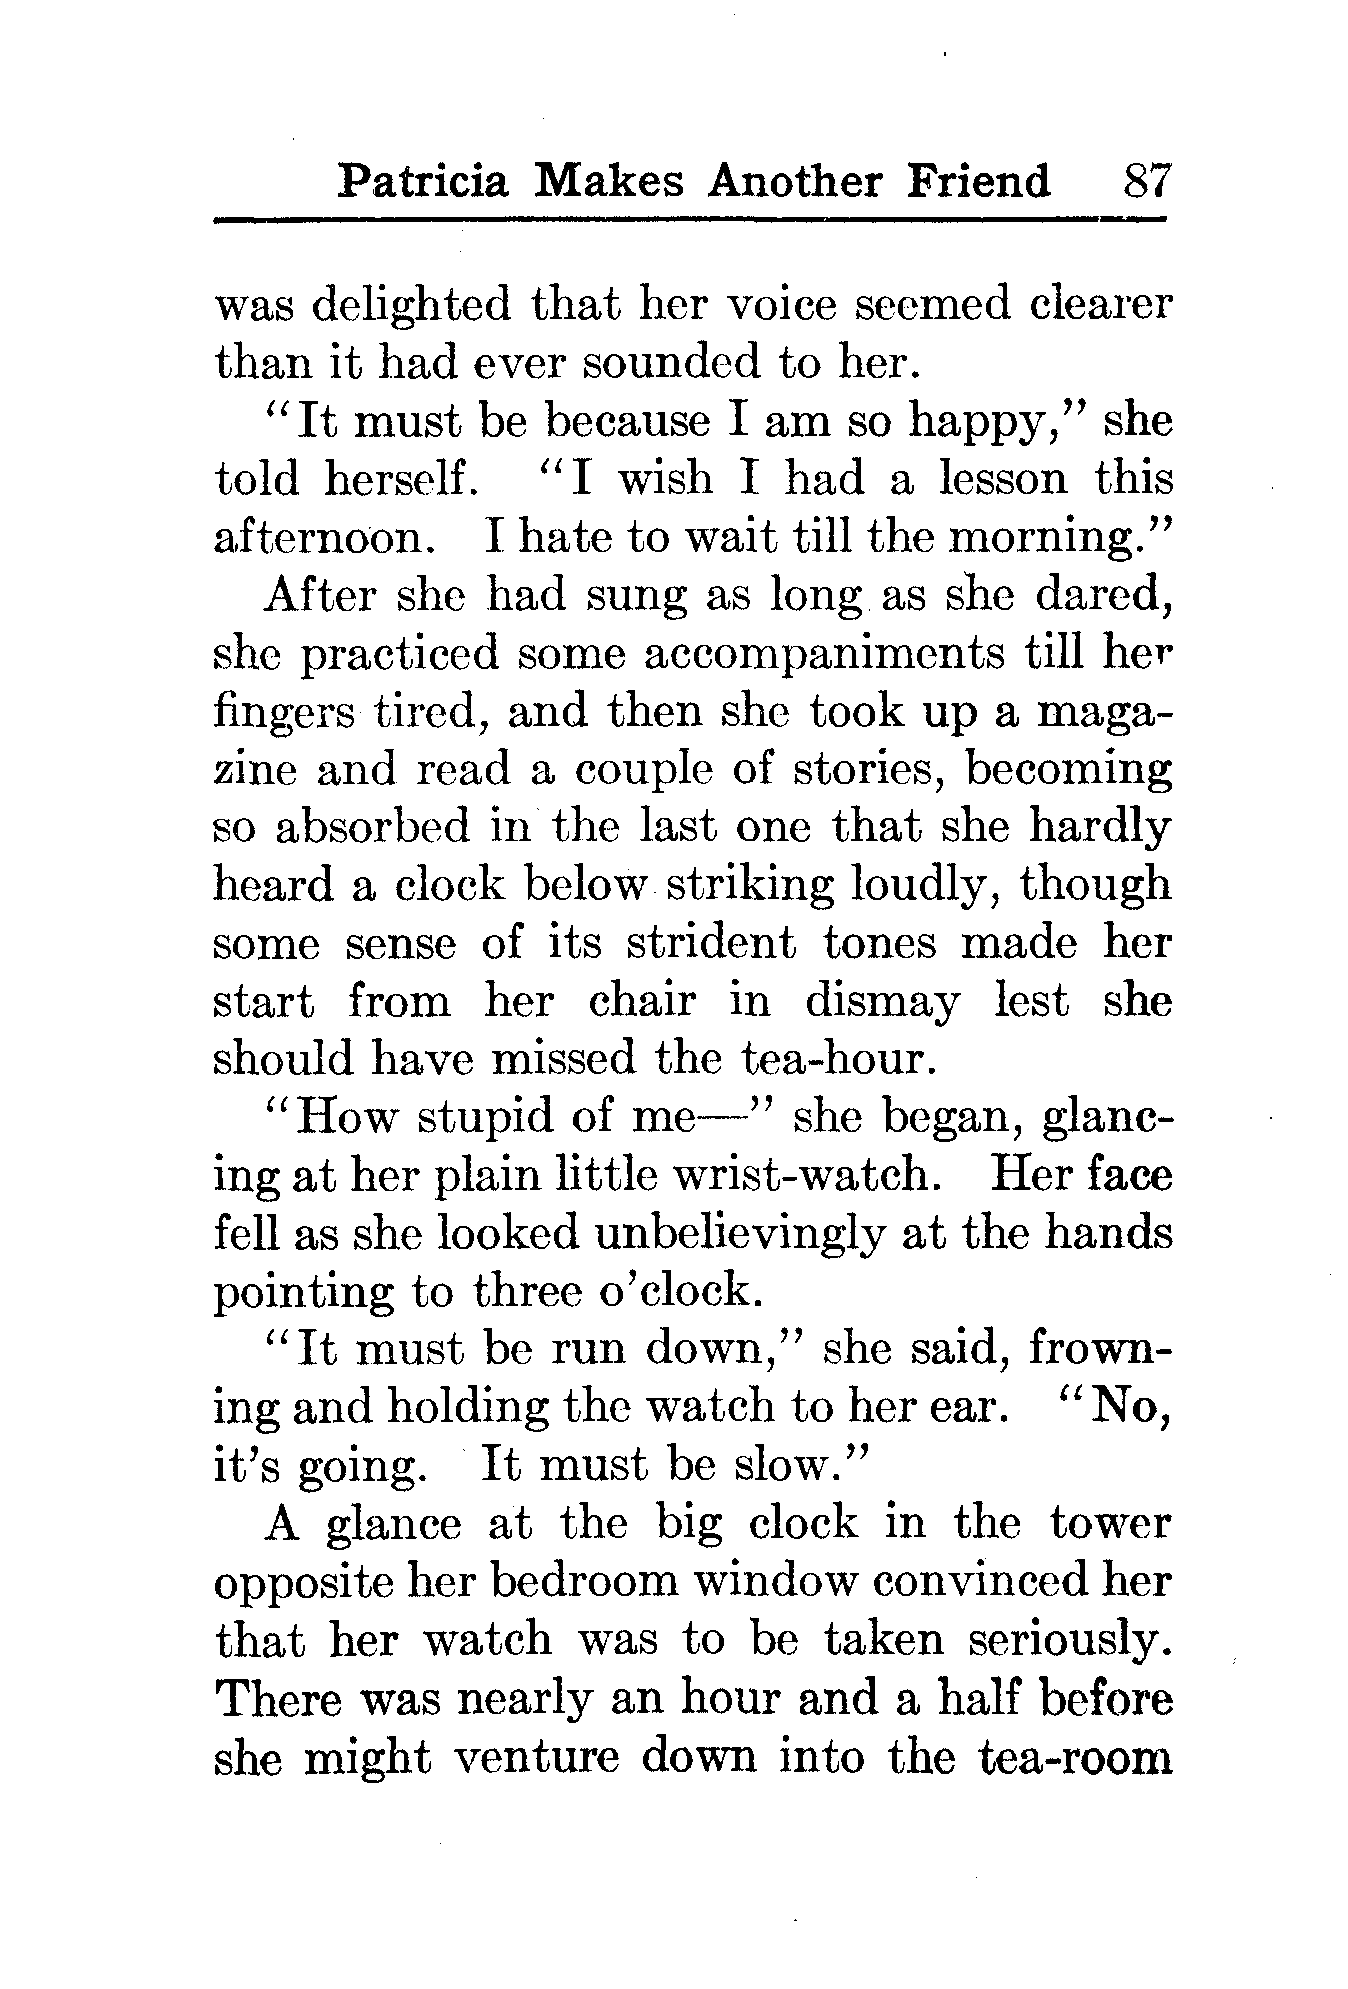 Patricia Makes Another Friend 87
was delighted that her voice seemed clearer
than it had ever sounded to her.
"It must be because I am so happy," she
told herself. "I wish I had a lesson this
afternoon. I hate to wait till the morning."
After she had sung as long as she dared,
she practiced some accompaniments till her
fingers tired, and then she took up a maga-
zine and read a couple of stories, becoming
so absorbed in the last one that she hardly
heard a clock below striking loudly, though
some sense of its strident tones made her
start from her chair in dismay lest she
should have missed the tea-hour.
"How stupid of me—" she began, glanc-
ing at her plain little wrist-watch. Her face
fell as she looked unbelievingly at the hands
pointing to three o'clock.
"It must be run down," she said, frown-
ing and holding the watch to her ear. "No,
it's going. It must be slow."
A glance at the big clock in the tower
opposite her bedroom window convinced her
that her watch was to be taken seriously.
There was nearly an hour and a half before
she might venture down into the tea-room